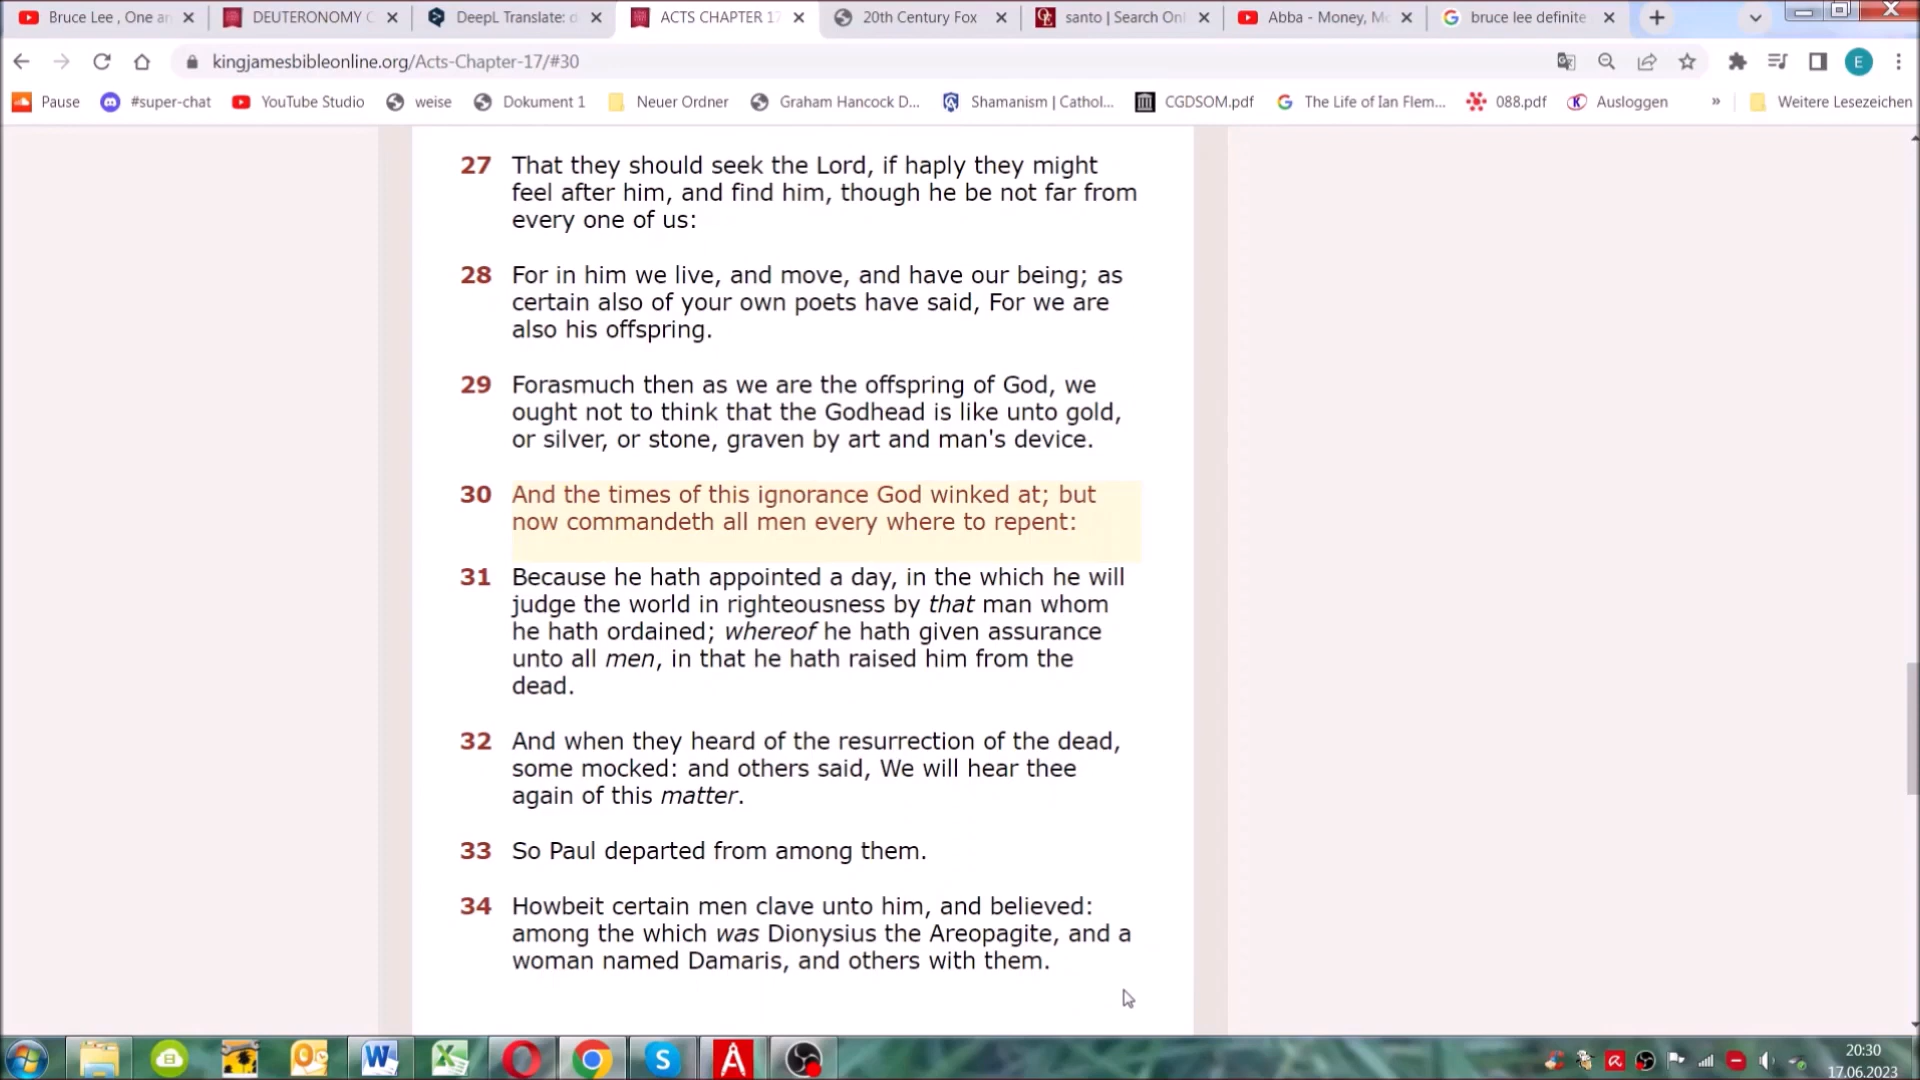 Bruce Lee , One an
DEUTERONOMY C
DeepL Translate: d
ACTS CHAPTER 17
20th Century Fox
santo | Search Onl
Abba - Money, Mo
bruce lee definite
kingjamesbibleonline.org/Acts-Chapter-17/#30
E
Pause
#super-chat
YouTube Studio
weise
Dokument 1
Neuer Ordner
Graham Hancock D...
Shamanism | Cathol...
CGDSOM.pdf
The Life of Ian Flem...
088.pdf
Ausloggen
»
Weitere Lesezeichen
27 That they should seek the Lord, if haply they might
feel after him, and find him, though he be not far from
every one of us:
28 For in him we live, and move, and have our being; as
certain also of your own poets have said, For we are
also his offspring.
29 Forasmuch then as we are the offspring of God, we
ought not to think that the Godhead is like unto gold,
or silver, or stone, graven by art and man's device.
30 And the times of this ignorance God winked at; but
now commandeth all men every where to repent:
31 Because he hath appointed a day, in the which he will
judge the world in righteousness by that man whom
he hath ordained; whereof he hath given assurance
unto all men, in that he hath raised him from the
dead.
32 And when they heard of the resurrection of the dead,
some mocked: and others said, We will hear thee
again of this matter.
33 So Paul departed from among them.
34 Howbeit certain men clave unto him, and believed:
among the which was Dionysius the Areopagite, and a
woman named Damaris, and others with them.
20:30
17.06.2023